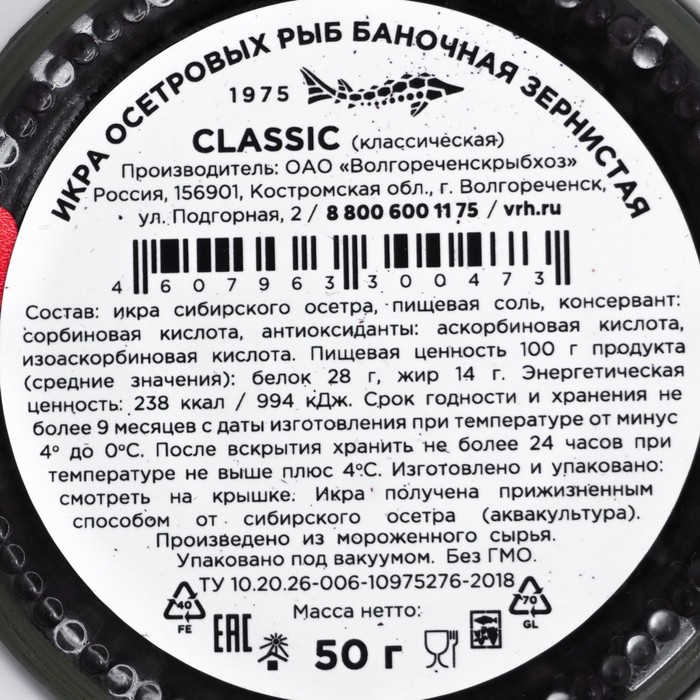 ИКРА ОСЕТРОВЫХ РЫБ БАНОЧНАЯ ЗЕРНИСТАЯ
1975
CLASSIC (классическая)
Производитель: ОАО «Волгореченскрыбхоз»
Россия, 156901, Костромская обл., г. Волгореченск,
ул. Подгорная, 2 / 8 800 600 11 75 / vrh.ru
4 607963 300473
Состав: икра сибирского осетра, пищевая соль, консервант:
сорбиновая кислота, антиоксиданты: аскорбиновая кислота,
изоаскорбиновая кислота. Пищевая ценность 100 г продукта
(средние значения): белок 28 г, жир 14 г. Энергетическая
ценность: 238 ккал / 994 кДж. Срок годности и хранения не
более 9 месяцев с даты изготовления при температуре от минус
4° до 0°С. После вскрытия хранить не более 24 часов при
температуре не выше плюс 4°С. Изготовлено и упаковано:
смотреть на крышке. Икра получена прижизненным
способом от сибирского осетра (аквакультура).
Произведено из мороженного сырья.
Упаковано под вакуумом. Без ГМО.
ТУ 10.20.26-006-10975276-2018
Масса нетто:
40
FE
EAC
50 г
70
GL